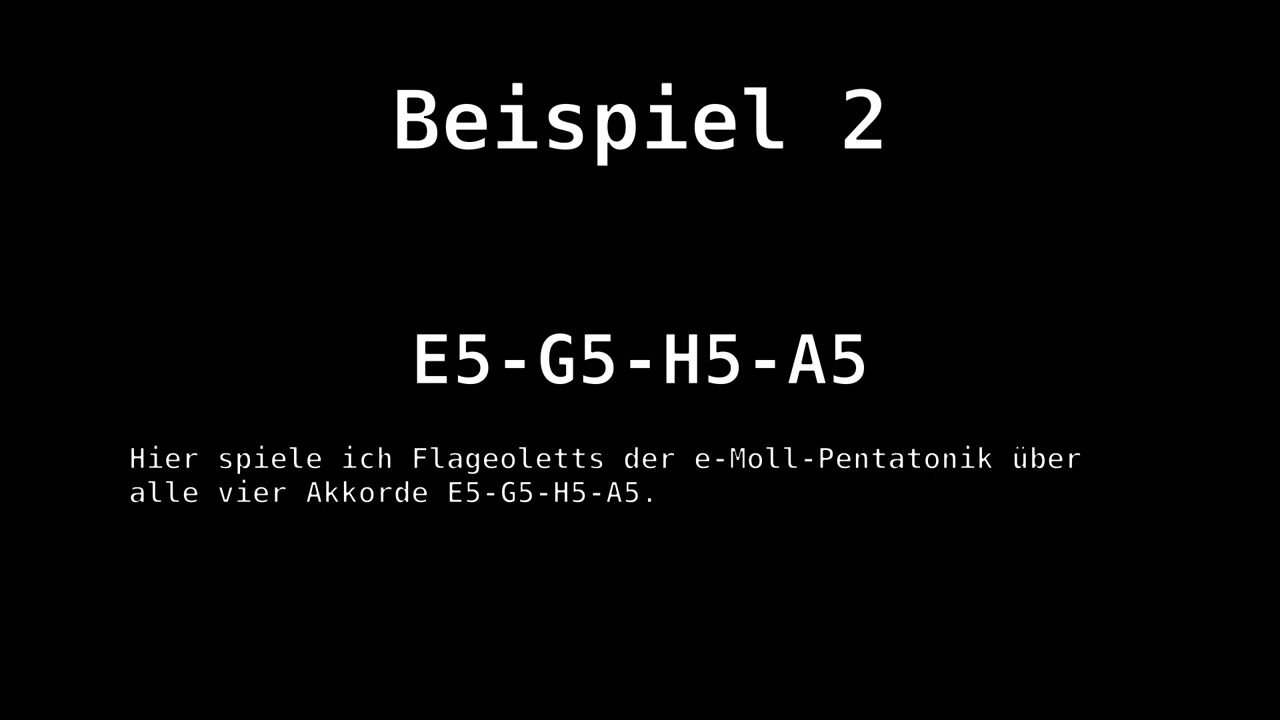 Beispiel 2
E5-G5-H5-A5
Hier spiele ich Flageoletts der e-Moll-Pentatonik über
alle vier Akkorde E5-G5-H5-A5.